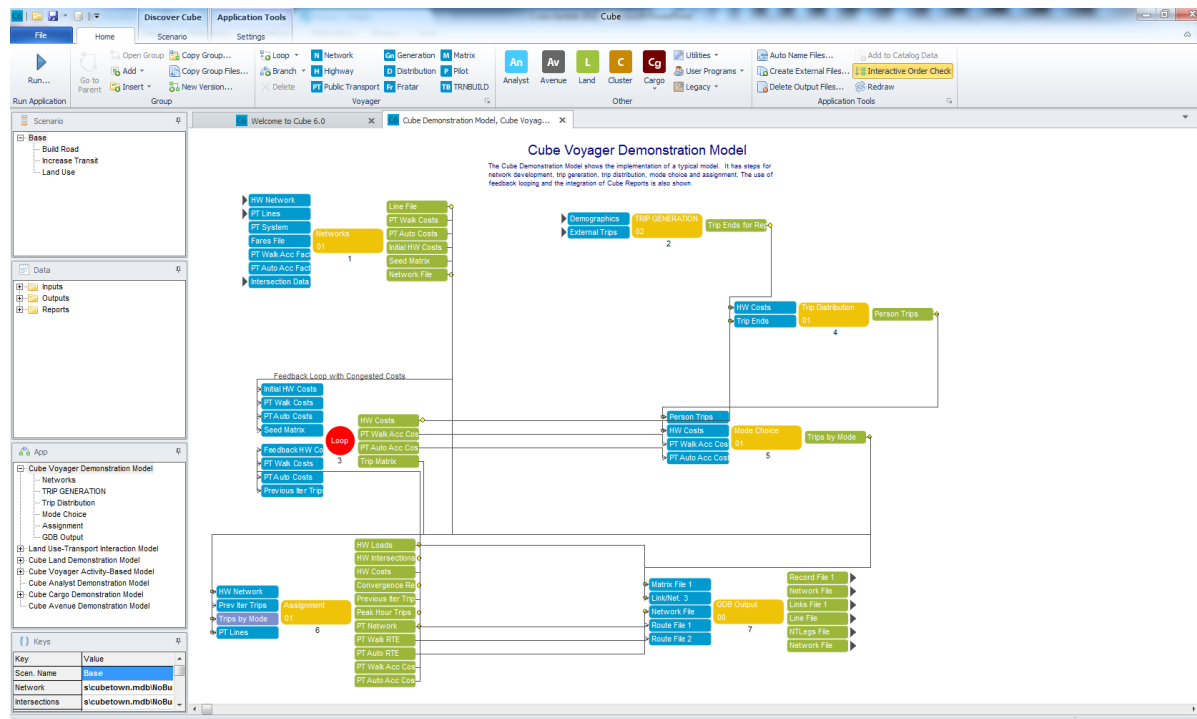 Discover Cube
Application Tools
Cube
File
Home
Scenario
Settings
Run...
Run Application
Go to Parent
Open Group
Add
Insert
Copy Group...
Copy Group Files...
New Version...
Group
Loop
Branch
Delete
N Network
H Highway
PT Public Transport
Gn Generation
D Distribution
Fr Fratar
M Matrix
P Pilot
TB TRNBUILD
Voyager
An
Analyst
Av
Avenue
L
Land
C
Cluster
Cg
Cargo
Utilities
User Programs
Legacy
Other
Auto Name Files...
Create External Files...
Delete Output Files...
Add to Catalog Data
Interactive Order Check
Redraw
Application Tools
Scenario
Base
Build Road
Increase Transit
Land Use
Data
Inputs
Outputs
Reports
App
Cube Voyager Demonstration Model
Networks
TRIP GENERATION
Trip Distribution
Mode Choice
Assignment
GDB Output
Land Use-Transport Interaction Model
Cube Land Demonstration Model
Cube Voyager Activity-Based Model
Cube Analyst Demonstration Model
Cube Cargo Demonstration Model
Cube Avenue Demonstration Model
{ } Keys
Key Value
Scen. Name Base
Network s\cubetown.mdb\NoBu
Intersections s\cubetown.mdb\NoBu
C6 Welcome to Cube 6.0 X
C6 Cube Demonstration Model, Cube Voyag... X
Cube Voyager Demonstration Model
The Cube Demonstration Model shows the implementation of a typical model. It has steps for
network development, trip geration, trip distribution, mode choice and assignment. The use of
feedback looping and the integration of Cube Reports is also shown.
HW Network
PT Lines
PT System
Fares File
PT Walk Acc Fact
PT Auto Acc Fact
Intersection Data
Networks
01
1
Line File
PT Walk Costs
PT Auto Costs
Initial HW Costs
Seed Matrix
Network File
Demographics
External Trips
TRIP GENERATION
02
2
Trip Ends for Rep
HW Costs
Trip Ends
Trip Distribution
01
4
Person Trips
Feedback Loop with Congested Costs
Initial HW Costs
PT Walk Costs
PT Auto Costs
Seed Matrix
Feedback HW Co
PT Walk Costs
PT Auto Costs
Previous Iter Trip
Loop
3
HW Costs
PT Walk Acc Cos
PT Auto Acc Cos
Trip Matrix
Person Trips
HW Costs
PT Walk Acc Cos
PT Auto Acc Cost
Mode Choice
01
5
Trips by Mode
HW Network
Prev Iter Trips
Trips by Mode
PT Lines
Assignment
01
6
HW Loads
HW Intersections
HW Costs
Convergence Re
Previous Iter Trip
Peak Hour Trips
PT Network
PT Walk RTE
PT Auto RTE
PT Walk Acc Cos
PT Auto Acc Cos
Matrix File 1
Link/Net. 3
Network File
Route File 1
Route File 2
GDB Output
00
7
Record File 1
Network File
Links File 1
Line File
NTLegs File
Network File